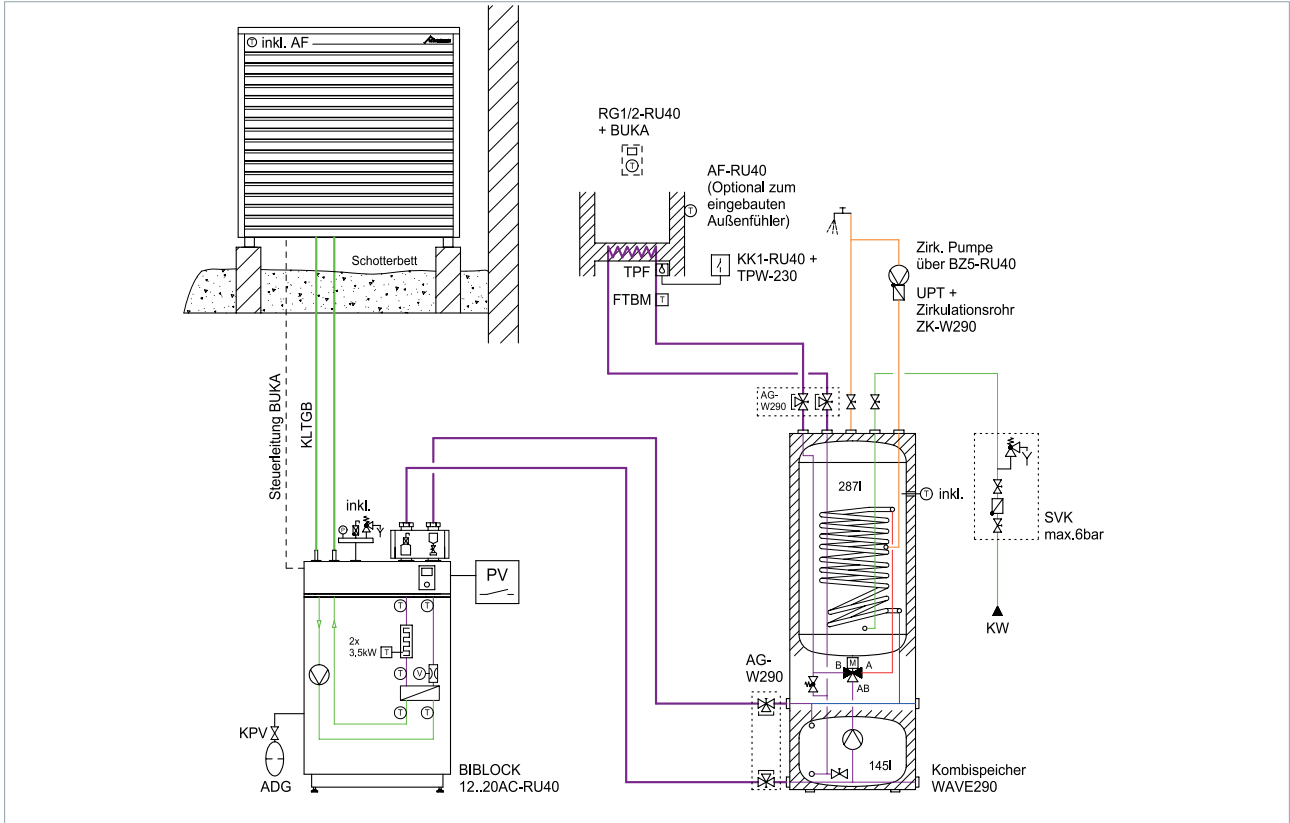 T inkl. AF
Schotterbett
RG1/2-RU40
+ BUKA
T
AF-RU40
(Optional zum
eingebauten
Außenfühler)
T
TPF
KK1-RU40 +
TPW-230
FTBM
T
Zirk. Pumpe
über BZ5-RU40
UPT +
Zirkulationsrohr
ZK-W290
Steuerleitung BUKA
KLTGB
AG-
W290
inkl.
P
287l
T inkl.
SVK
max.6bar
KW
PV
T
T
2x
3,5kW
T
T
V
T
T
M
B
A
AB
AG-
W290
145l
KPV
ADG
BIBLOCK
12..20AC-RU40
Kombispeicher
WAVE290